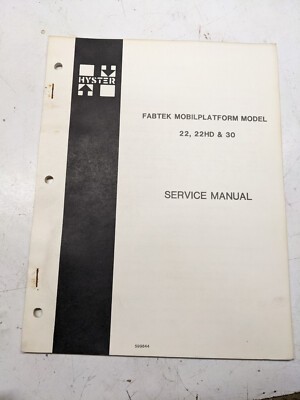 HYSTER
FABTEK MOBILPLATFORM MODEL
22, 22HD & 30
SERVICE MANUAL